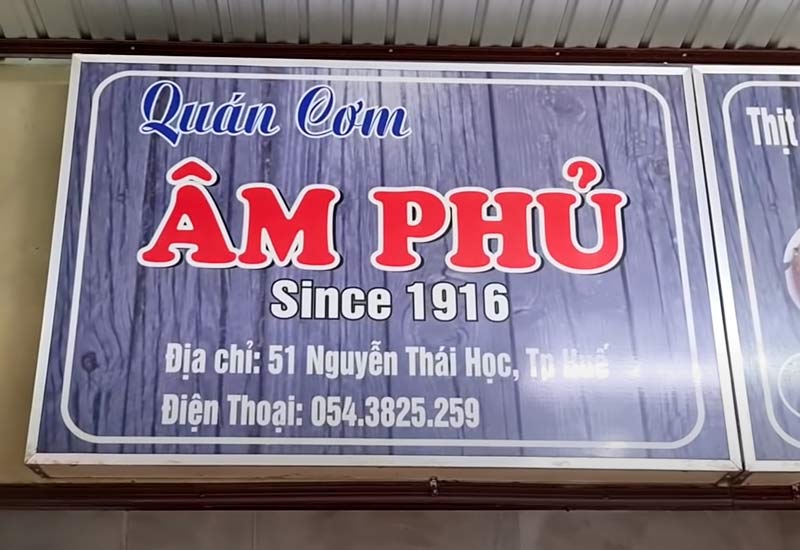 Quán Cơm
ÂM PHỦ
Since 1916
Địa chỉ: 51 Nguyễn Thái Học, Tp Huế
Điện Thoại: 054.3825.259
Thịt